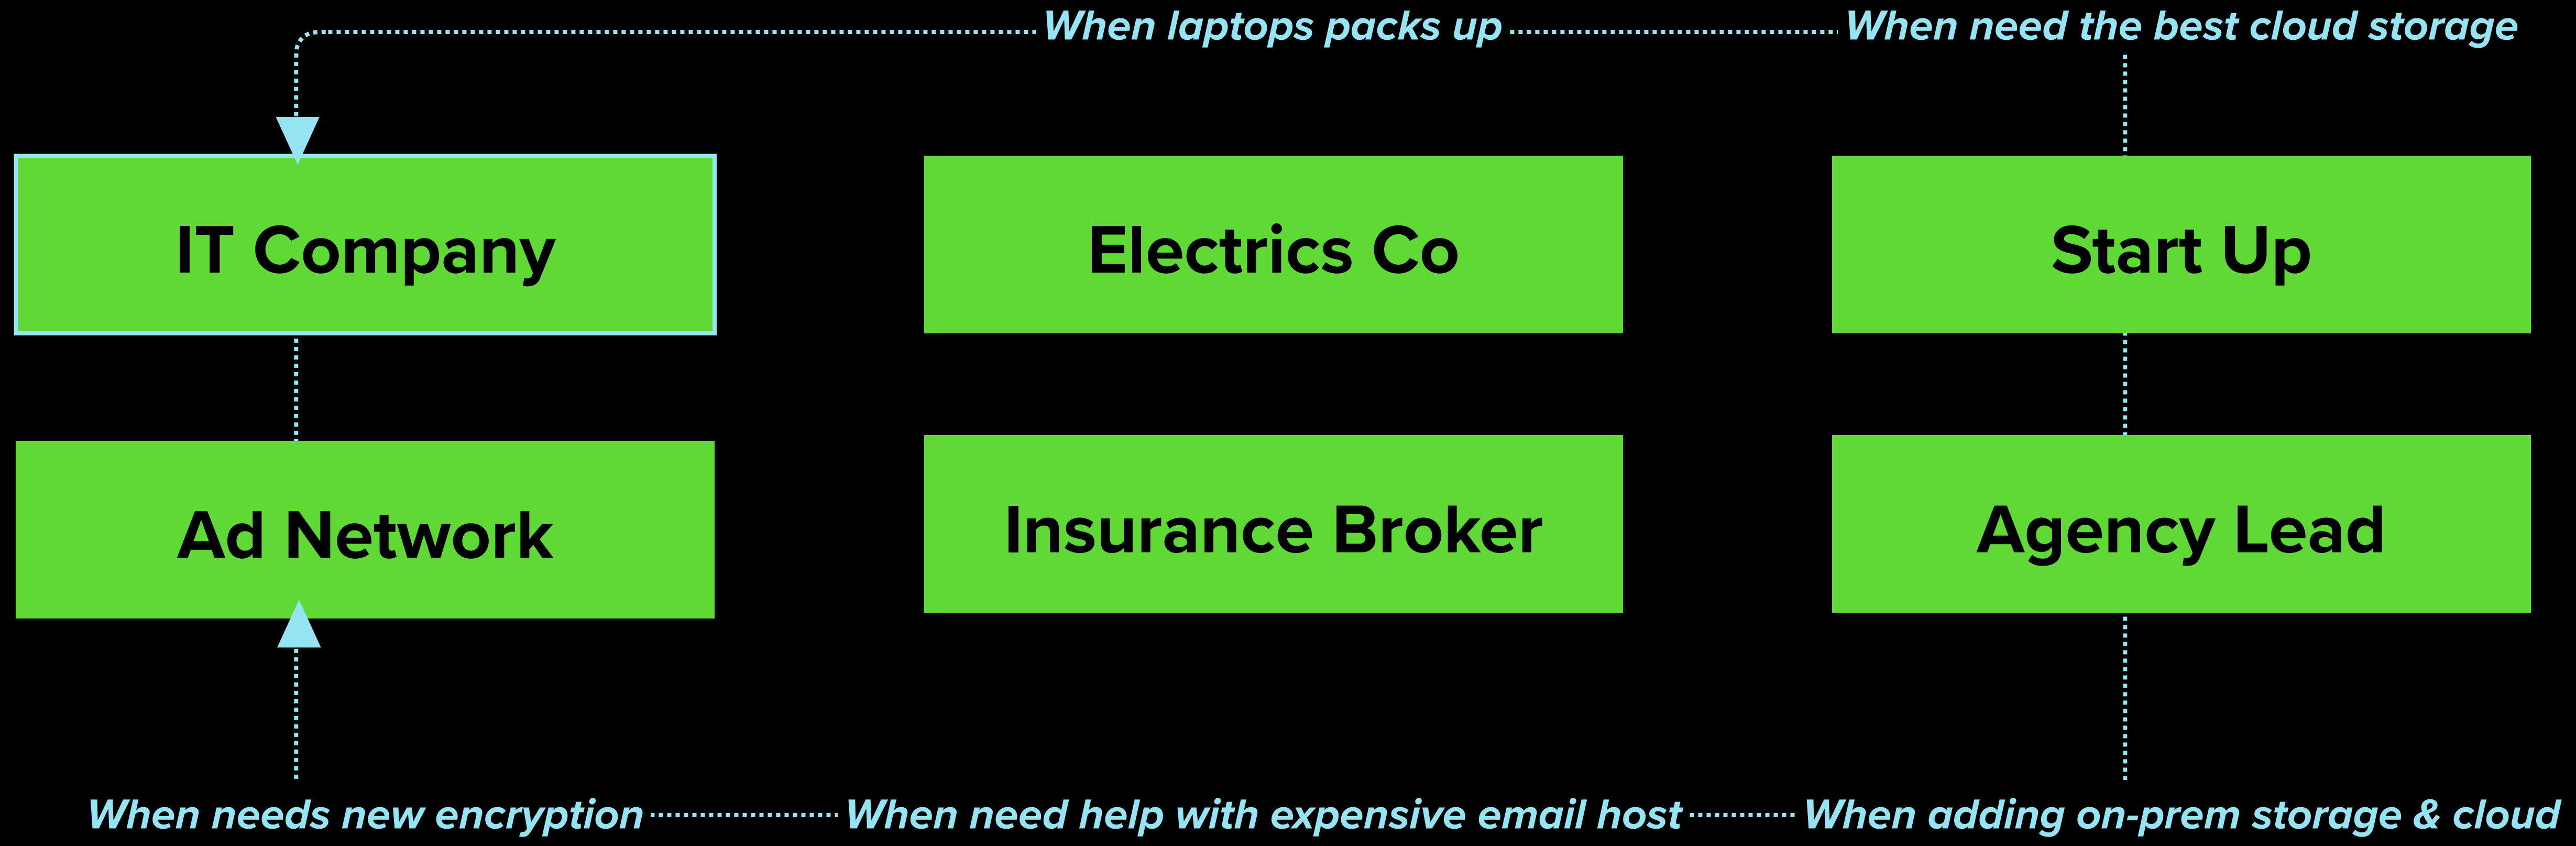 When laptops packs up
When need the best cloud storage
IT Company
Electrics Co
Start Up
Ad Network
Insurance Broker
Agency Lead
When needs new encryption
When need help with expensive email host
When adding on-prem storage & cloud